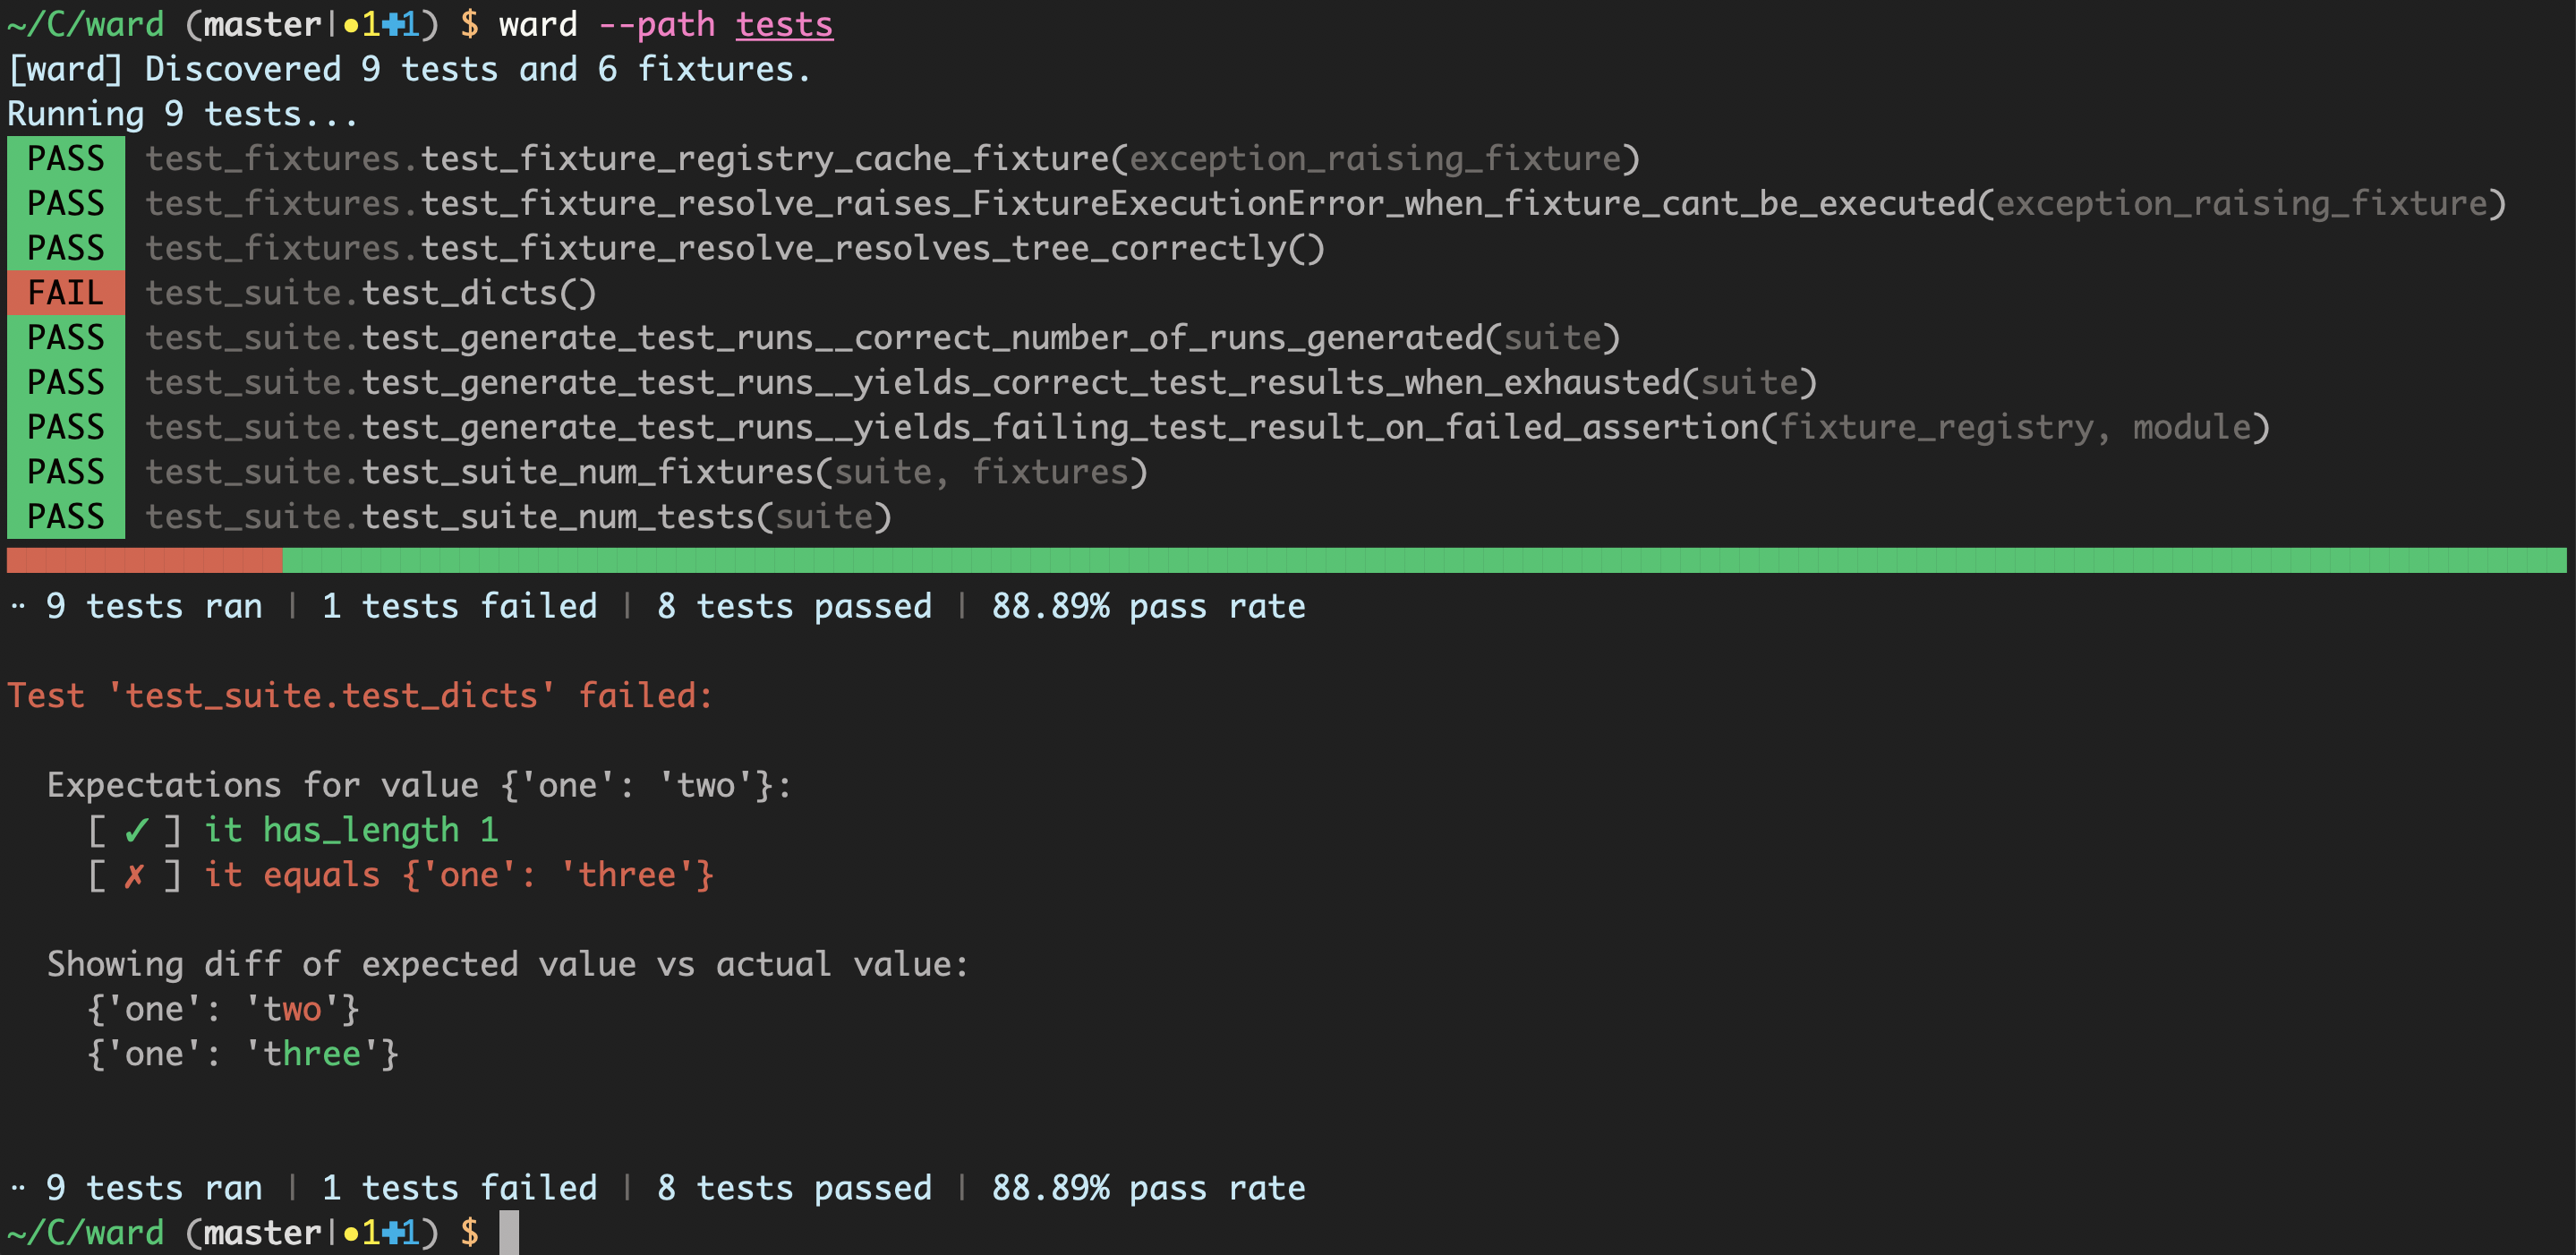 ~/C/ward (master|●1✚1) $ ward --path tests
[ward] Discovered 9 tests and 6 fixtures.
Running 9 tests...
PASS test_fixtures.test_fixture_registry_cache_fixture(exception_raising_fixture)
PASS test_fixtures.test_fixture_resolve_raises_FixtureExecutionError_when_fixture_cant_be_executed(exception_raising_fixture)
PASS test_fixtures.test_fixture_resolve_resolves_tree_correctly()
FAIL test_suite.test_dicts()
PASS test_suite.test_generate_test_runs__correct_number_of_runs_generated(suite)
PASS test_suite.test_generate_test_runs__yields_correct_test_results_when_exhausted(suite)
PASS test_suite.test_generate_test_runs__yields_failing_test_result_on_failed_assertion(fixture_registry, module)
PASS test_suite.test_suite_num_fixtures(suite, fixtures)
PASS test_suite.test_suite_num_tests(suite)
¨ 9 tests ran | 1 tests failed | 8 tests passed | 88.89% pass rate
Test 'test_suite.test_dicts' failed:
Expectations for value {'one': 'two'}:
[ ✓ ] it has_length 1
[ ✗ ] it equals {'one': 'three'}
Showing diff of expected value vs actual value:
{'one': 'two'}
{'one': 'three'}
¨ 9 tests ran | 1 tests failed | 8 tests passed | 88.89% pass rate
~/C/ward (master|●1✚1) $